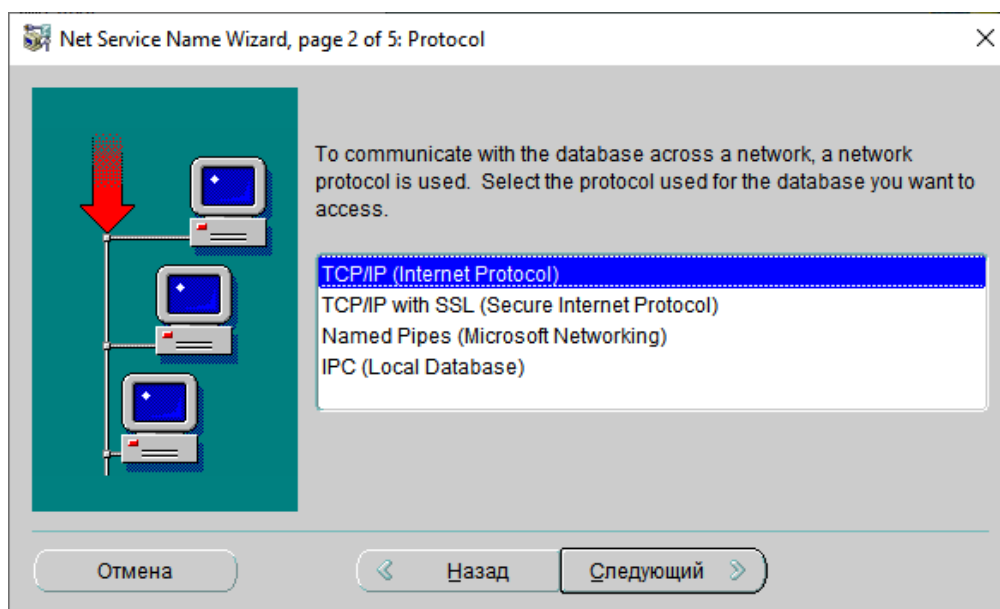 Net Service Name Wizard, page 2 of 5: Protocol
To communicate with the database across a network, a network
protocol is used. Select the protocol used for the database you want to
access.
TCP/IP (Internet Protocol)
TCP/IP with SSL (Secure Internet Protocol)
Named Pipes (Microsoft Networking)
IPC (Local Database)
Отмена
Назад
Следующий